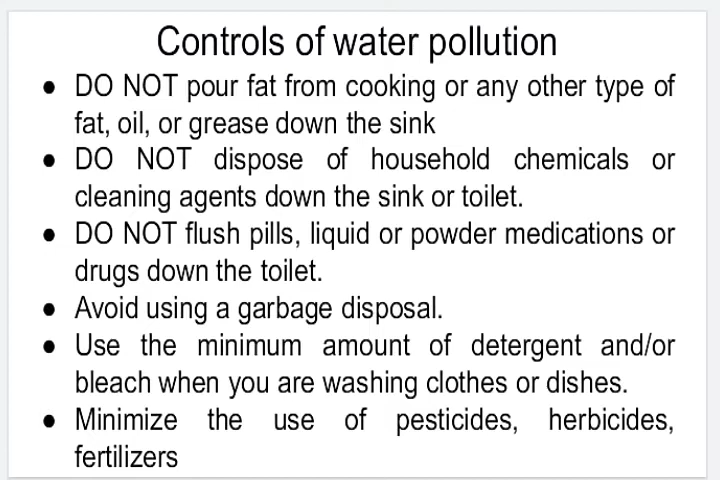 Controls of water pollution
● DO NOT pour fat from cooking or any other type of
fat, oil, or grease down the sink
● DO NOT dispose of household chemicals or
cleaning agents down the sink or toilet.
● DO NOT flush pills, liquid or powder medications or
drugs down the toilet.
● Avoid using a garbage disposal.
● Use the minimum amount of detergent and/or
bleach when you are washing clothes or dishes.
● Minimize the use of pesticides, herbicides,
fertilizers